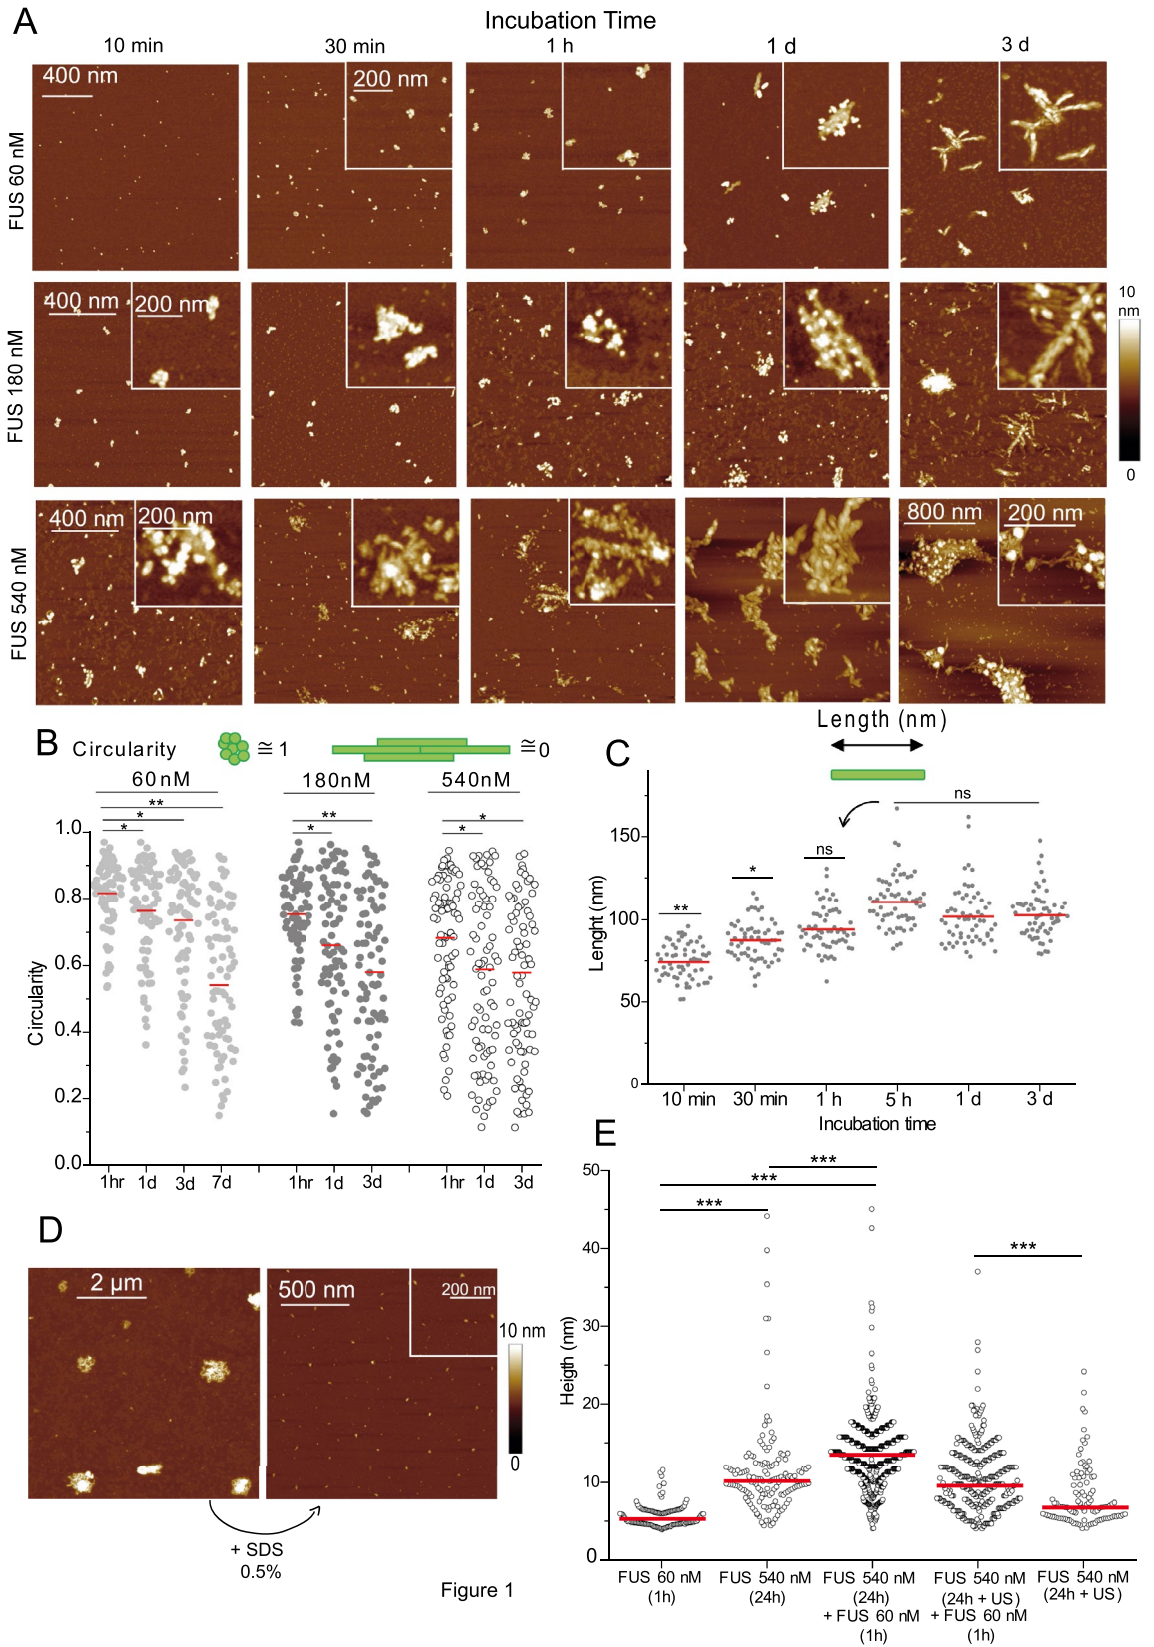 A
Incubation Time
10 min
30 min
1 h
1 d
3 d
FUS 60 nM
400 nm
200 nm
FUS 180 nM
400 nm
200 nm
10
nm
0
FUS 540 nM
400 nm
200 nm
800 nm
200 nm
B
Circularity
≅ 1
≅0
60nM
180nM
540nM
**
*
*
**
*
*
*
Circularity
1.0
0.8
0.6
0.4
0.2
0.0
1hr
1d
3d
7d
1hr
1d
3d
1hr
1d
3d
C
Length (nm)
ns
ns
*
**
Lenght (nm)
150
100
50
0
10 min
30 min
1 h
5 h
1 d
3 d
Incubation time
D
2 µm
500 nm
200 nm
10 nm
0
+ SDS
0.5%
Figure 1
E
***
***
***
***
Heigth (nm)
50
40
30
20
10
0
FUS 60 nM
(1h)
FUS 540 nM
(24h)
FUS 540 nM
(24h)
+ FUS 60 nM
(1h)
FUS 540 nM
(24h + US)
+ FUS 60 nM
(1h)
FUS 540 nM
(24h + US)